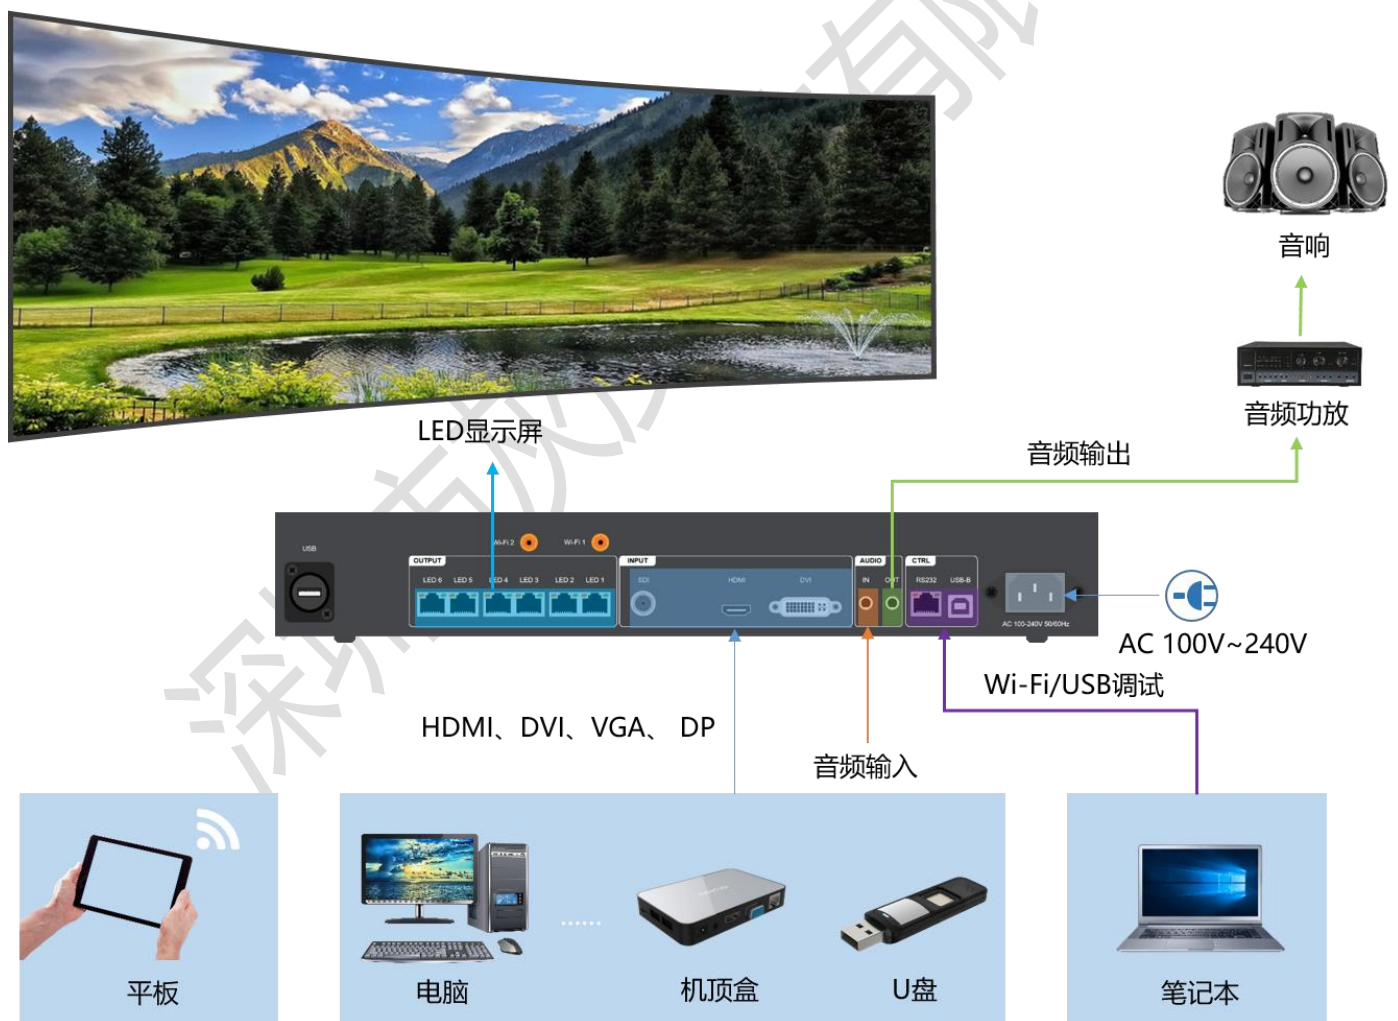 音响
音频功放
LED显示屏
音频输出
USB
Wi-Fi 2
Wi-Fi 1
OUTPUT
INPUT
AUDIO
CTRL
LED 6 LED 5 LED 4 LED 3 LED 2 LED 1
SDI HDMI DVI
IN OUT
RS232 USB-B
AC 100-240V 50/60Hz
AC 100V~240V
Wi-Fi/USB调试
HDMI、DVI、VGA、 DP
音频输入
平板
电脑
......
机顶盒
U盘
笔记本